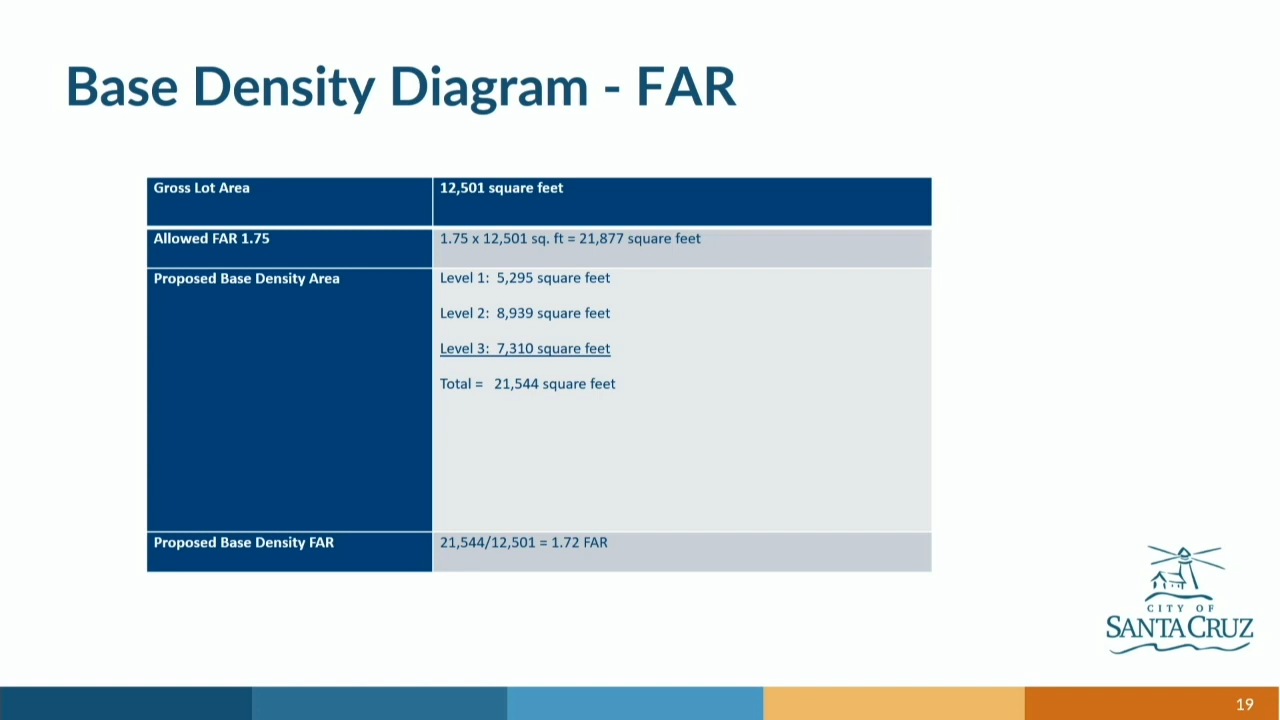 Base Density Diagram - FAR
Gross Lot Area
12,501 square feet
Allowed FAR 1.75
1.75 x 12,501 sq. ft = 21,877 square feet
Proposed Base Density Area
Level 1: 5,295 square feet
Level 2: 8,939 square feet
Level 3: 7,310 square feet
Total = 21,544 square feet
Proposed Base Density FAR
21,544/12,501 = 1.72 FAR
CITY OF
SANTA CRUZ
19